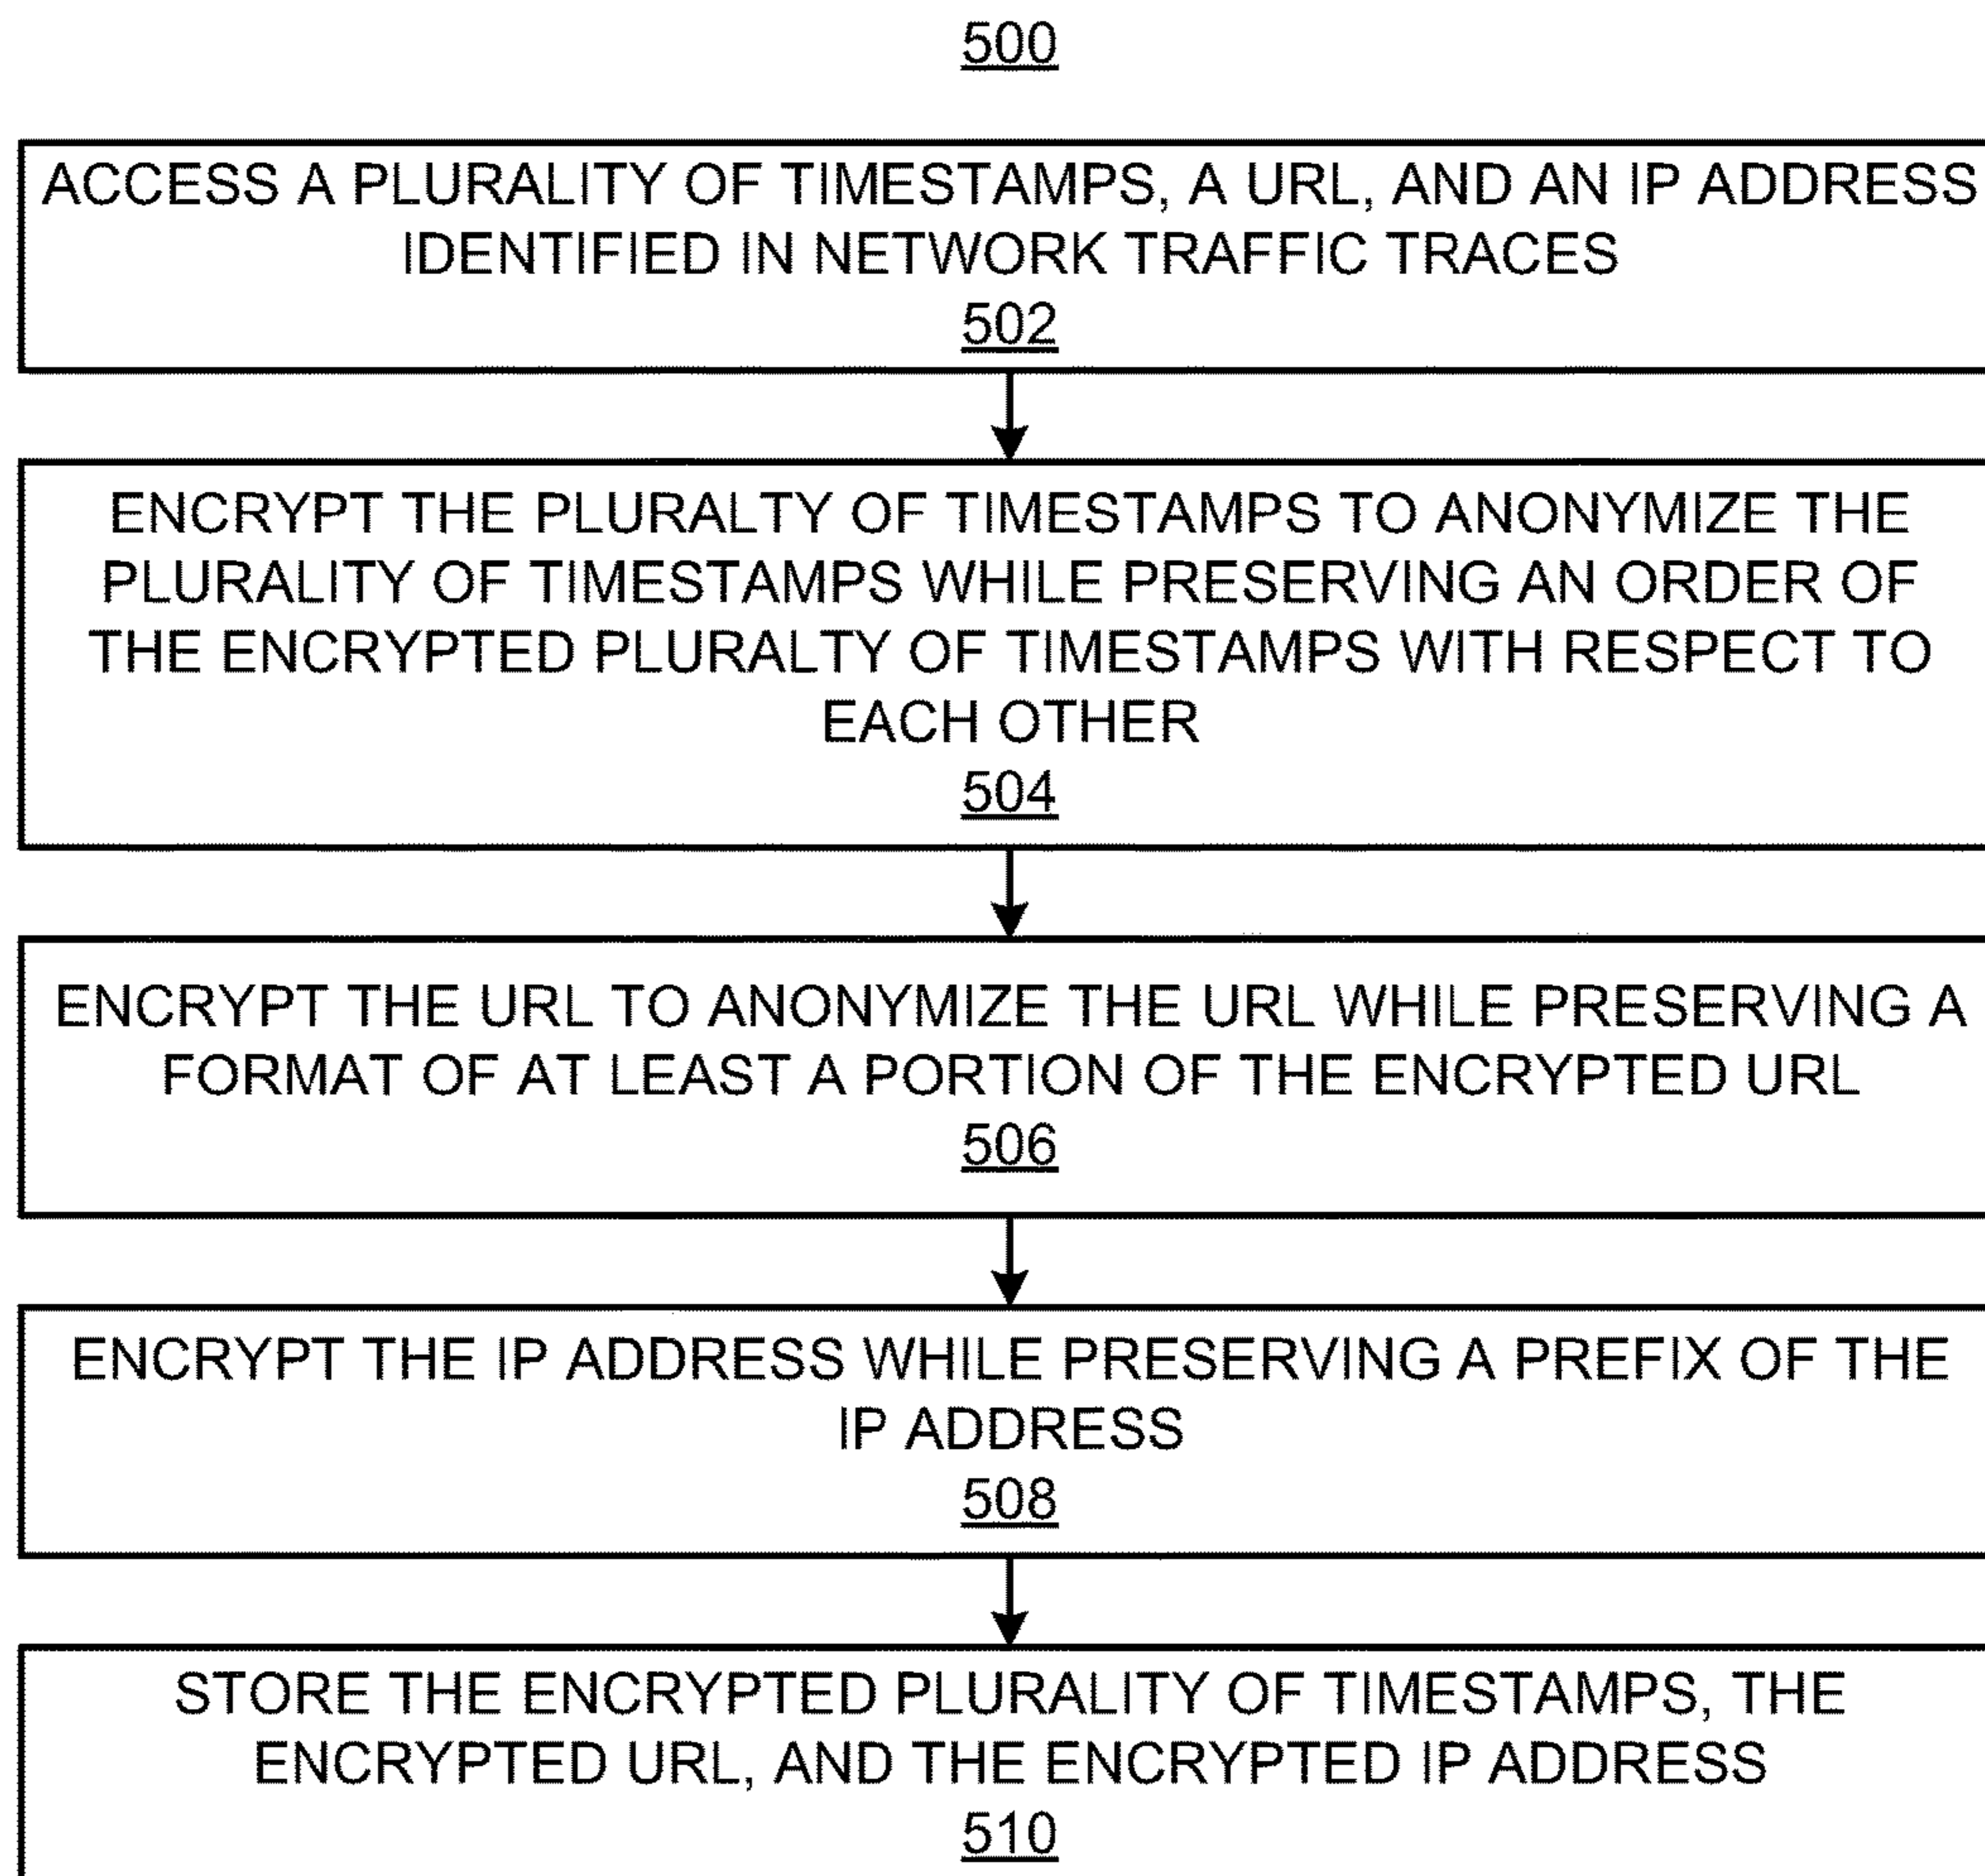 500
ACCESS A PLURALITY OF TIMESTAMPS, A URL, AND AN IP ADDRESS
IDENTIFIED IN NETWORK TRAFFIC TRACES
502
ENCRYPT THE PLURALTY OF TIMESTAMPS TO ANONYMIZE THE
PLURALITY OF TIMESTAMPS WHILE PRESERVING AN ORDER OF
THE ENCRYPTED PLURALTY OF TIMESTAMPS WITH RESPECT TO
EACH OTHER
504
ENCRYPT THE URL TO ANONYMIZE THE URL WHILE PRESERVING A
FORMAT OF AT LEAST A PORTION OF THE ENCRYPTED URL
506
ENCRYPT THE IP ADDRESS WHILE PRESERVING A PREFIX OF THE
IP ADDRESS
508
STORE THE ENCRYPTED PLURALITY OF TIMESTAMPS, THE
ENCRYPTED URL, AND THE ENCRYPTED IP ADDRESS
510